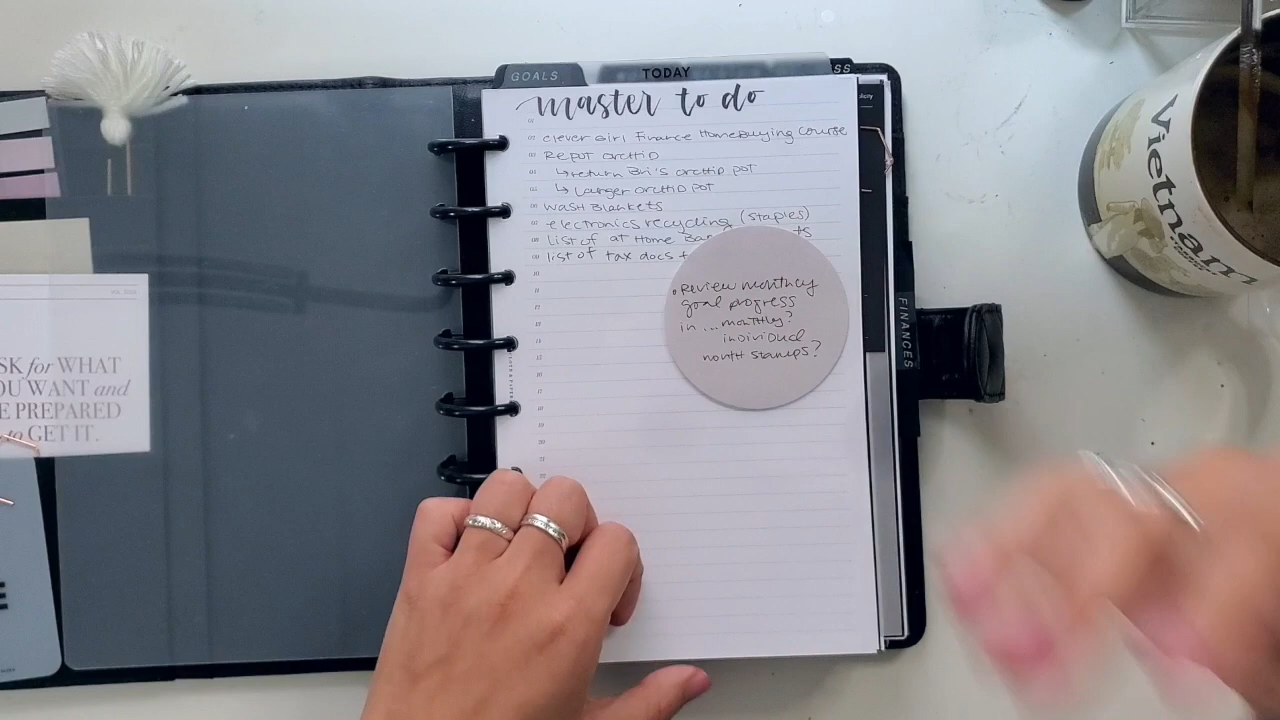 GOALS
TODAY
SS
master to do
Clever Girl Finance Homebuying Course
Repot orchid
↳ return Bri's orchid pot
↳ Larger orchid pot
wash Blankets
electronics recycling (staples)
list of at Home
ts
list of tax docs
• Review monthly
goal progress
in ... monthly?
individual
month stamps?
FINANCES
SK for WHAT
OU WANT and
E PREPARED
to GET IT.
Vietnam